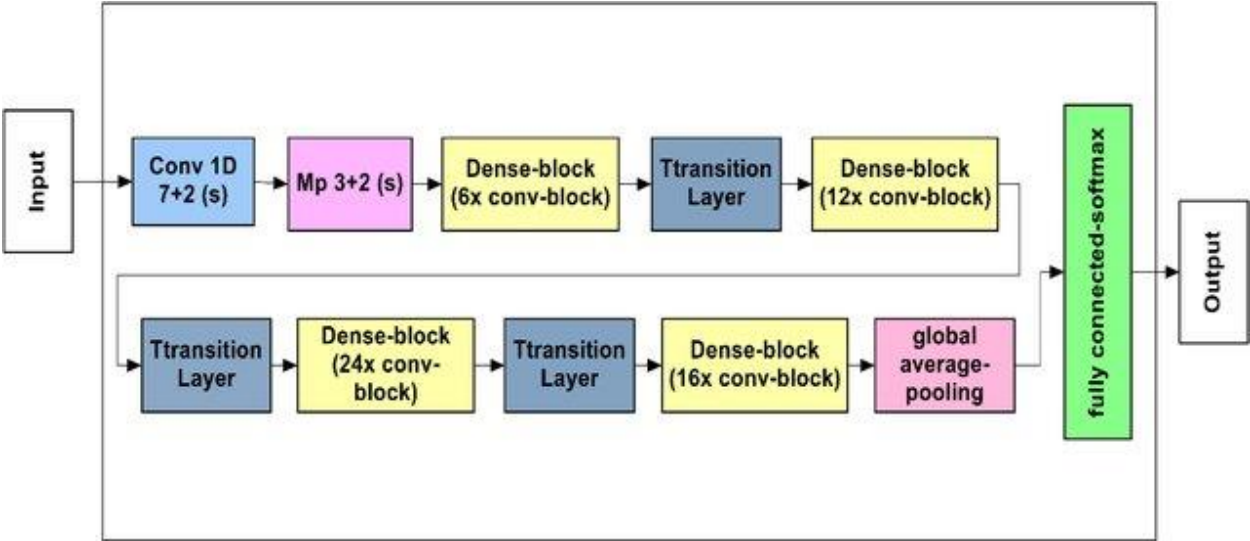 Input
Conv 1D
7+2 (s)
Mp 3+2 (s)
Dense-block
(6x conv-block)
Ttransition
Layer
Dense-block
(12x conv-block)
Ttransition
Layer
Dense-block
(24x conv-
block)
Ttransition
Layer
Dense-block
(16x conv-block)
global
average-
pooling
fully connected-softmax
Output